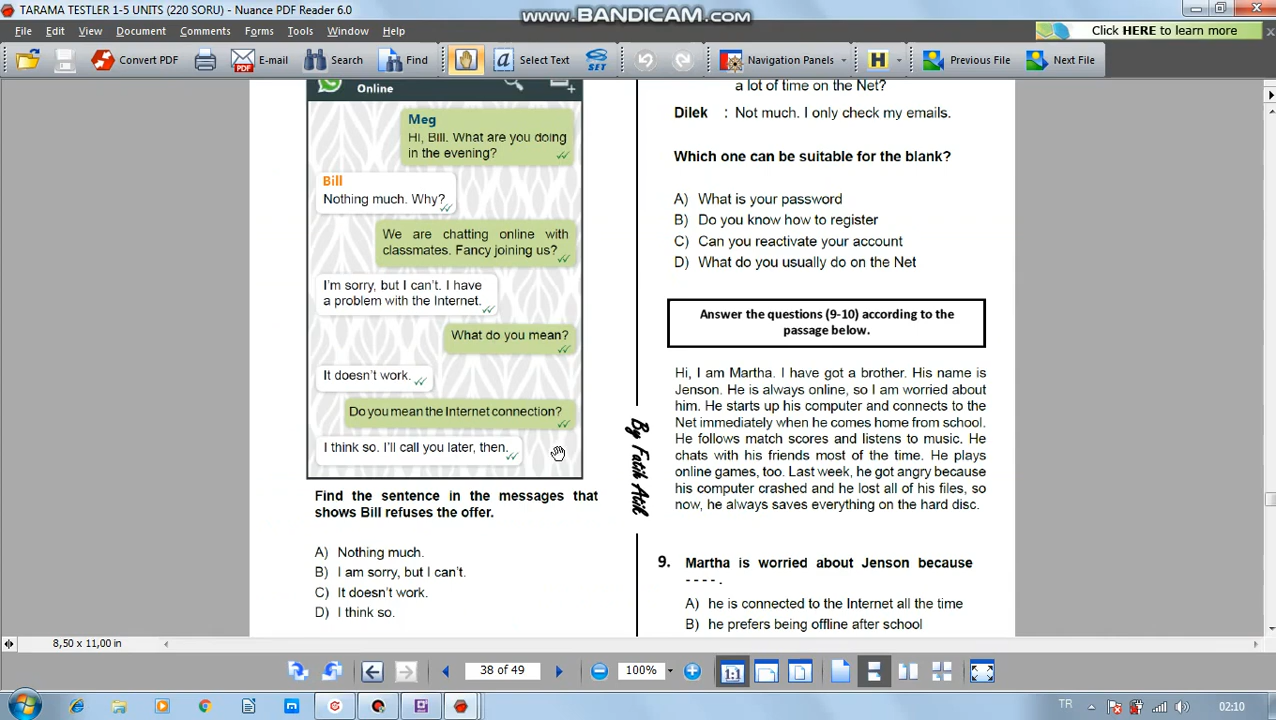 TARAMA TESTLER 1-5 UNITS (220 SORU) - Nuance PDF Reader 6.0
www.BANDICAM.com
File Edit View Document Comments Forms Tools Window Help
Click HERE to learn more
Convert PDF E-mail Search Find Select Text SET Navigation Panels Previous File Next File
Online
Meg
Hi, Bill. What are you doing
in the evening?
Bill
Nothing much. Why?
We are chatting online with
classmates. Fancy joining us?
I'm sorry, but I can't. I have
a problem with the Internet.
What do you mean?
It doesn't work.
Do you mean the Internet connection?
I think so. I'll call you later, then.
Find the sentence in the messages that
shows Bill refuses the offer.
A) Nothing much.
B) I am sorry, but I can't.
C) It doesn't work.
D) I think so.
By Fatih Atik
a lot of time on the Net?
Dilek : Not much. I only check my emails.
Which one can be suitable for the blank?
A) What is your password
B) Do you know how to register
C) Can you reactivate your account
D) What do you usually do on the Net
Answer the questions (9-10) according to the
passage below.
Hi, I am Martha. I have got a brother. His name is
Jenson. He is always online, so I am worried about
him. He starts up his computer and connects to the
Net immediately when he comes home from school.
He follows match scores and listens to music. He
chats with his friends most of the time. He plays
online games, too. Last week, he got angry because
his computer crashed and he lost all of his files, so
now, he always saves everything on the hard disc.
9. Martha is worried about Jenson because
- - - - .
A) he is connected to the Internet all the time
B) he prefers being offline after school
8,50 x 11,00 in
38 of 49
100%
1:1
TR
02:10